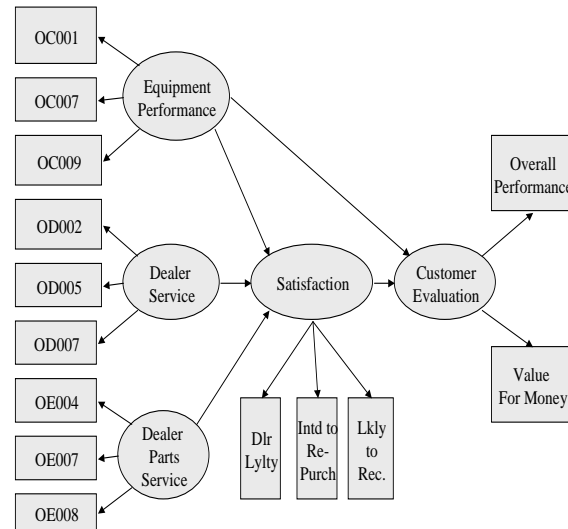 OC001
OC007
OC009
OD002
OD005
OD007
OE004
OE007
OE008
Equipment
Performance
Dealer
Service
Dealer
Parts
Service
Satisfaction
Customer
Evaluation
Overall
Performance
Value
For Money
Dlr
Lylty
Intd to
Re-
Purch
Lkly
to
Rec.